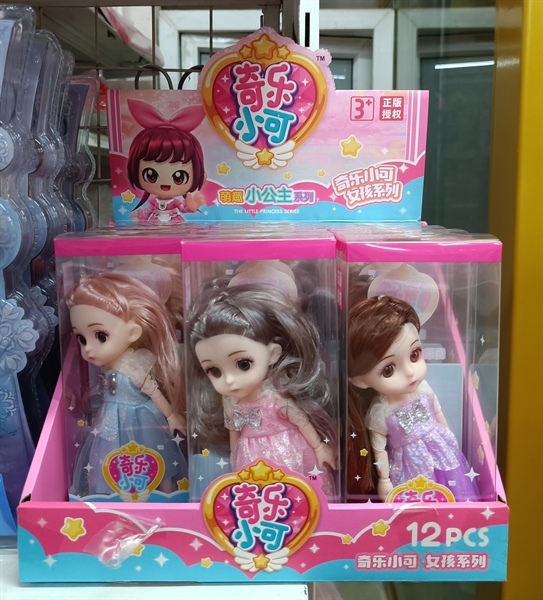 奇乐
小可
TM
3+
正版
授权
萌趣小公主系列
THE LITTLE PRINCESS SERIES
奇乐小可
女孩系列
奇乐
小可
奇乐
小可
TM
12PCS
奇乐小可 女孩系列